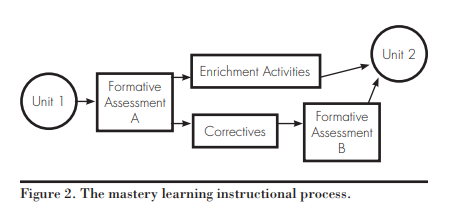 Unit 1
Formative
Assessment
A
Enrichment Activities
Correctives
Formative
Assessment
B
Unit 2
Figure 2. The mastery learning instructional process.